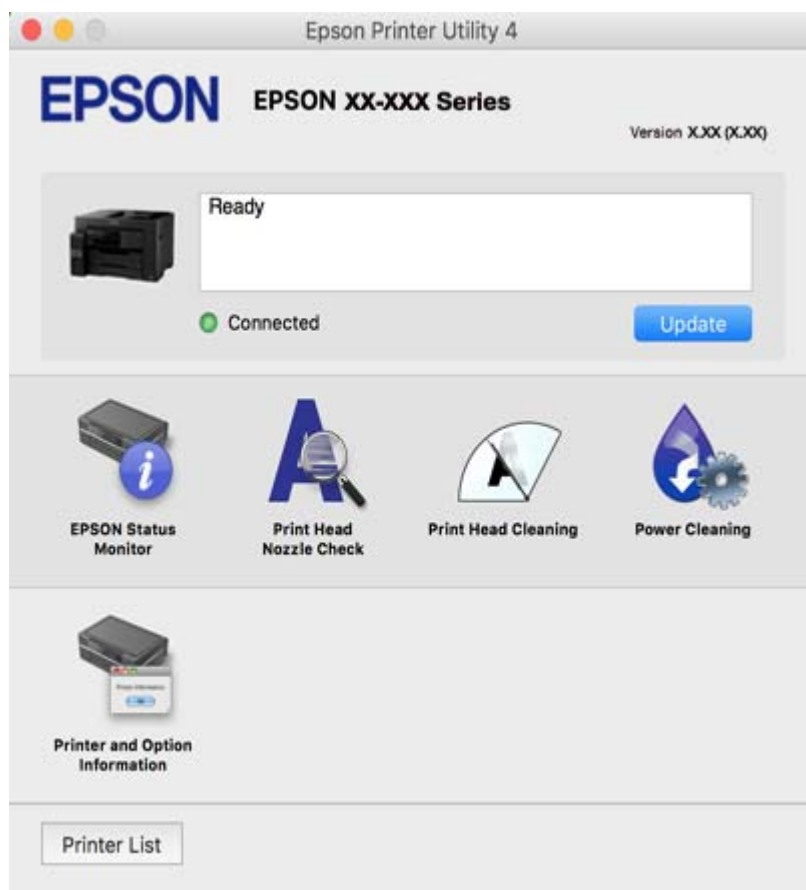 Epson Printer Utility 4
EPSON
EPSON XX-XXX Series
Version X.XX (X.XX)
Ready
Connected
Update
EPSON Status
Monitor
Print Head
Nozzle Check
Print Head Cleaning
Power Cleaning
Printer and Option
Information
Printer List